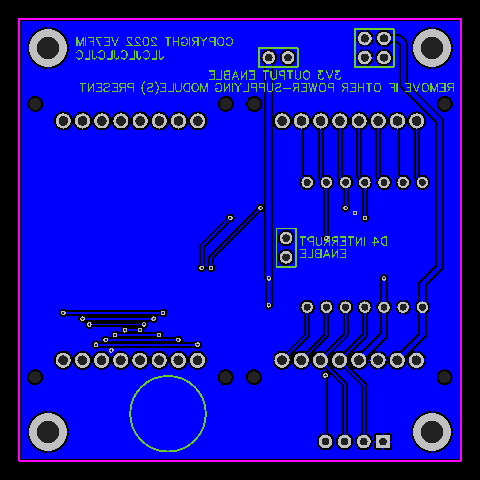 COPYRIGHT 2022 VE7FIM
JLCJLCJLCJLC
3V3 OUTPUT ENABLE
REMOVE IF OTHER POWER-SUPPLYING MODULE(S) PRESENT
D4 INTERRUPT
ENABLE